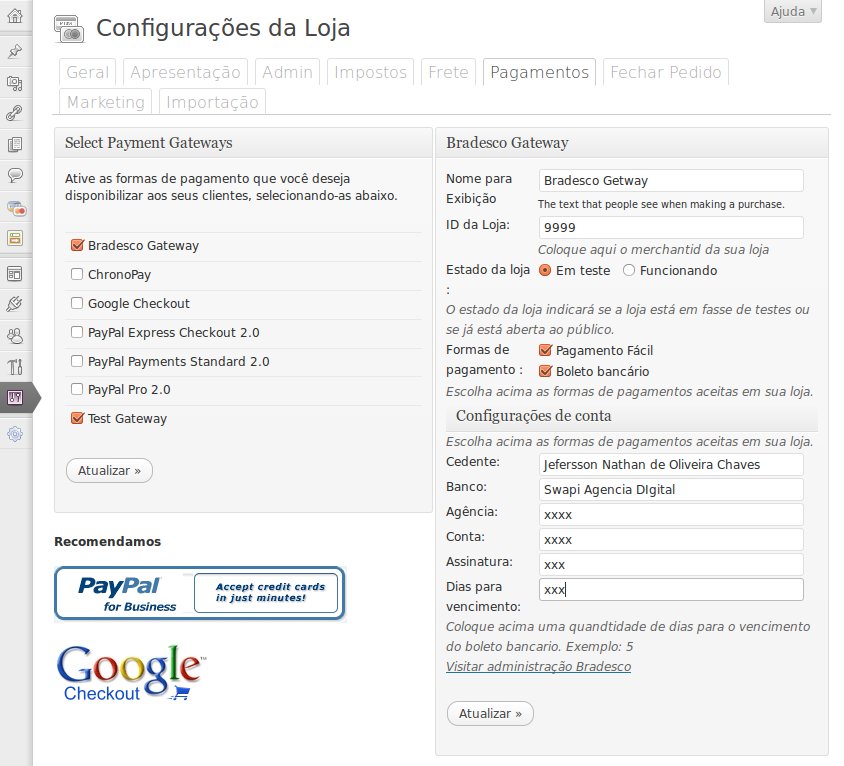 Ajuda
Configurações da Loja
Geral Apresentação Admin Impostos Frete Pagamentos Fechar Pedido
Marketing Importação
Select Payment Gateways
Ative as formas de pagamento que você deseja
disponibilizar aos seus clientes, selecionando-as abaixo.
Bradesco Gateway
ChronoPay
Google Checkout
PayPal Express Checkout 2.0
PayPal Payments Standard 2.0
PayPal Pro 2.0
Test Gateway
Atualizar »
Recomendamos
PayPal
for Business
Accept credit cards
in just minutes!
Google™
Checkout
Bradesco Gateway
Nome para
Exibição
Bradesco Getway
The text that people see when making a purchase.
ID da Loja: 9999
Coloque aqui o merchantid da sua loja
Estado da loja
:
Em teste Funcionando
O estado da loja indicará se a loja está em fasse de testes ou
se já está aberta ao público.
Formas de
pagamento :
Pagamento Fácil
Boleto bancário
Escolha acima as formas de pagamentos aceitas em sua loja.
Configurações de conta
Escolha acima as formas de pagamentos aceitas em sua loja.
Cedente: Jefersson Nathan de Oliveira Chaves
Banco: Swapi Agencia DIgital
Agência: xxxx
Conta: xxxx
Assinatura: xxx
Dias para
vencimento:
xxx
Coloque acima uma quandtidade de dias para o vencimento
do boleto bancario. Exemplo: 5
Visitar administração Bradesco
Atualizar »